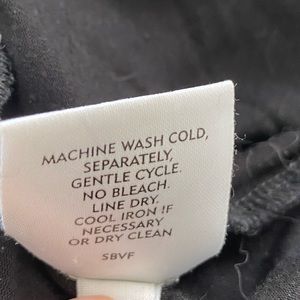 MACHINE WASH COLD,
SEPARATELY,
GENTLE CYCLE.
NO BLEACH.
LINE DRY.
COOL IRON IF
NECESSARY
OR DRY CLEAN
SBVF